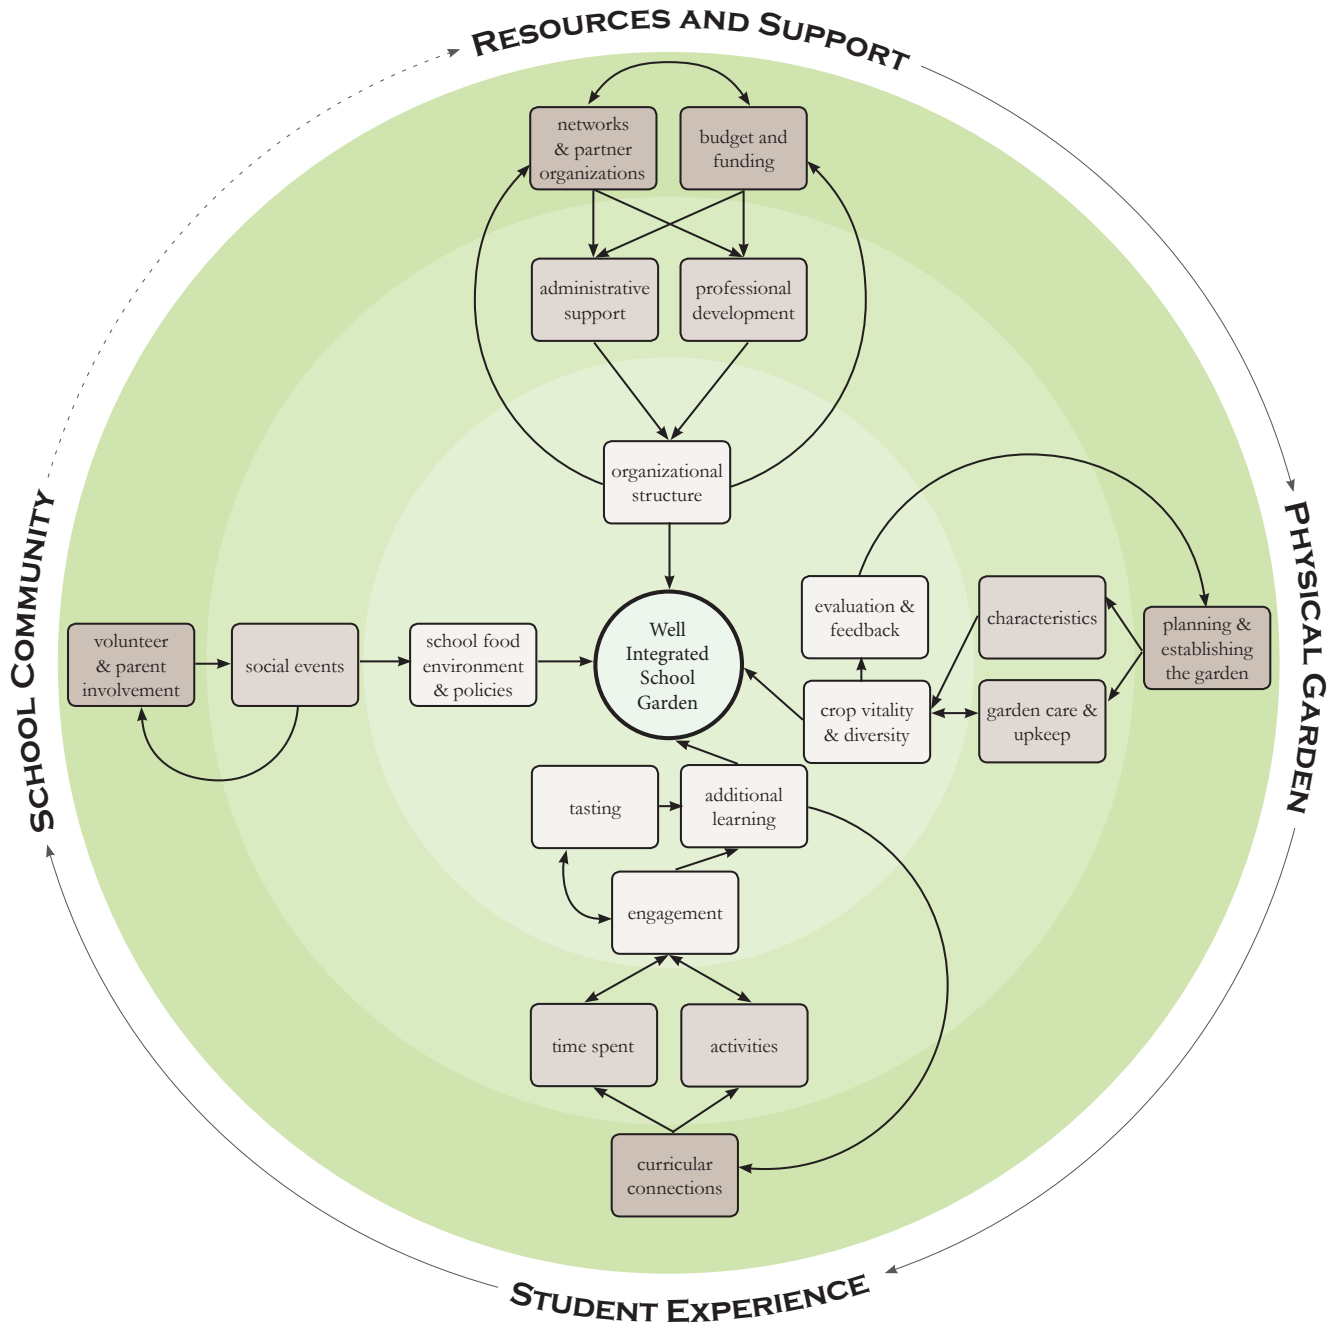 RESOURCES AND SUPPORT
networks
& partner
organizations
budget and
funding
administrative
support
professional
development
organizational
structure
PHYSICAL GARDEN
evaluation &
feedback
characteristics
planning &
establishing
the garden
crop vitality
& diversity
garden care &
upkeep
SCHOOL COMMUNITY
volunteer
& parent
involvement
social events
school food
environment
& policies
Well
Integrated
School
Garden
tasting
additional
learning
engagement
time spent
activities
curricular
connections
STUDENT EXPERIENCE